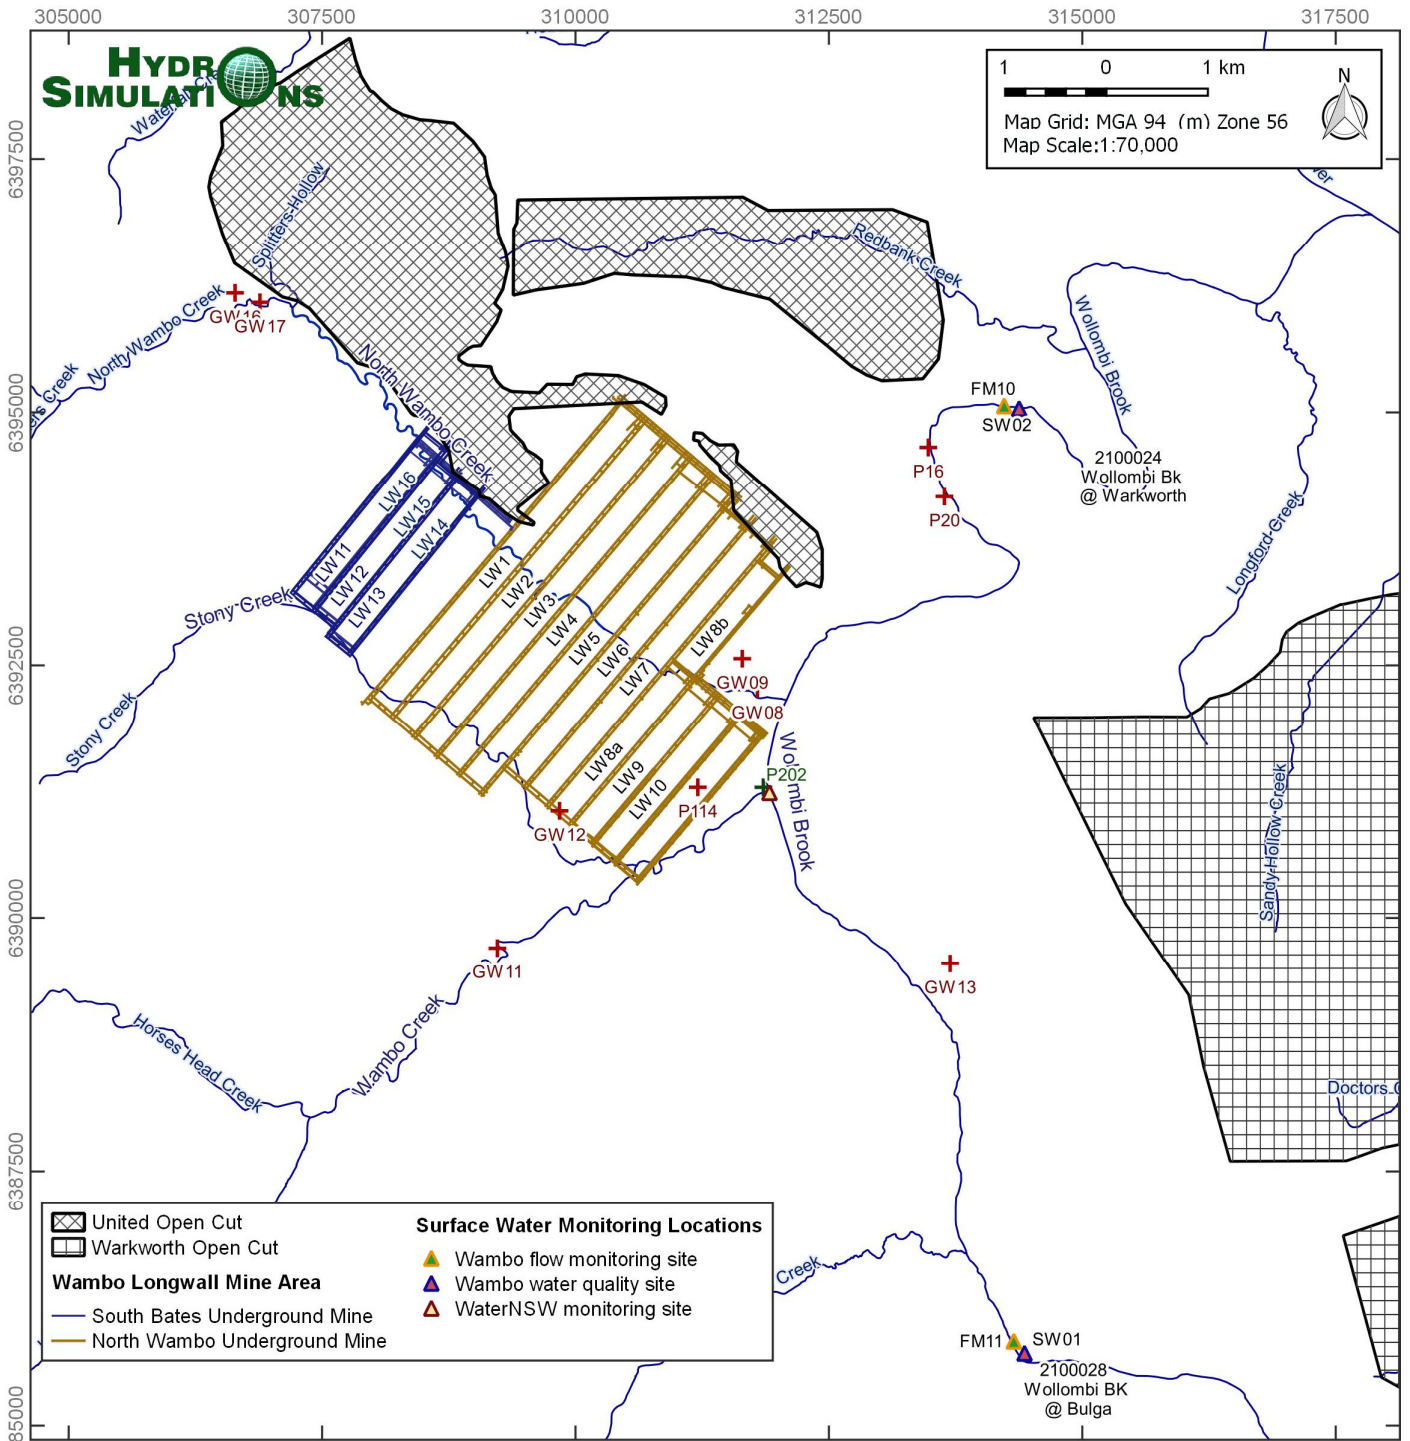 305000
307500
310000
312500
315000
317500
HYDRO
SIMULATIONS
1 0 1 km
Map Grid: MGA 94 (m) Zone 56
Map Scale:1:70,000
N
6397500
6395000
6392500
6390000
6387500
85000
Splitters Hollow
Redbank Creek
North Wambo Creek
GW16
GW17
ers Creek
North Wambo Creek
Wollombi Brook
ver
FM10
SW02
P16
P20
2100024
Wollombi Bk
@ Warkworth
Longford Creek
LW16
LW15
LW14
LW11
LW12
LW13
LW1
LW2
LW3
LW4
LW5
LW6
LW7
LW8b
LW8a
LW9
LW10
Stony Creek
Stony Creek
GW09
GW08
Wollombi Brook
P202
P114
GW12
GW11
GW13
Sandy Hollow Creek
Wambo Creek
Horses Head Creek
Doctors
Creek
FM11
SW01
2100028
Wollombi BK
@ Bulga
United Open Cut
Warkworth Open Cut
Wambo Longwall Mine Area
South Bates Underground Mine
North Wambo Underground Mine
Surface Water Monitoring Locations
Wambo flow monitoring site
Wambo water quality site
WaterNSW monitoring site